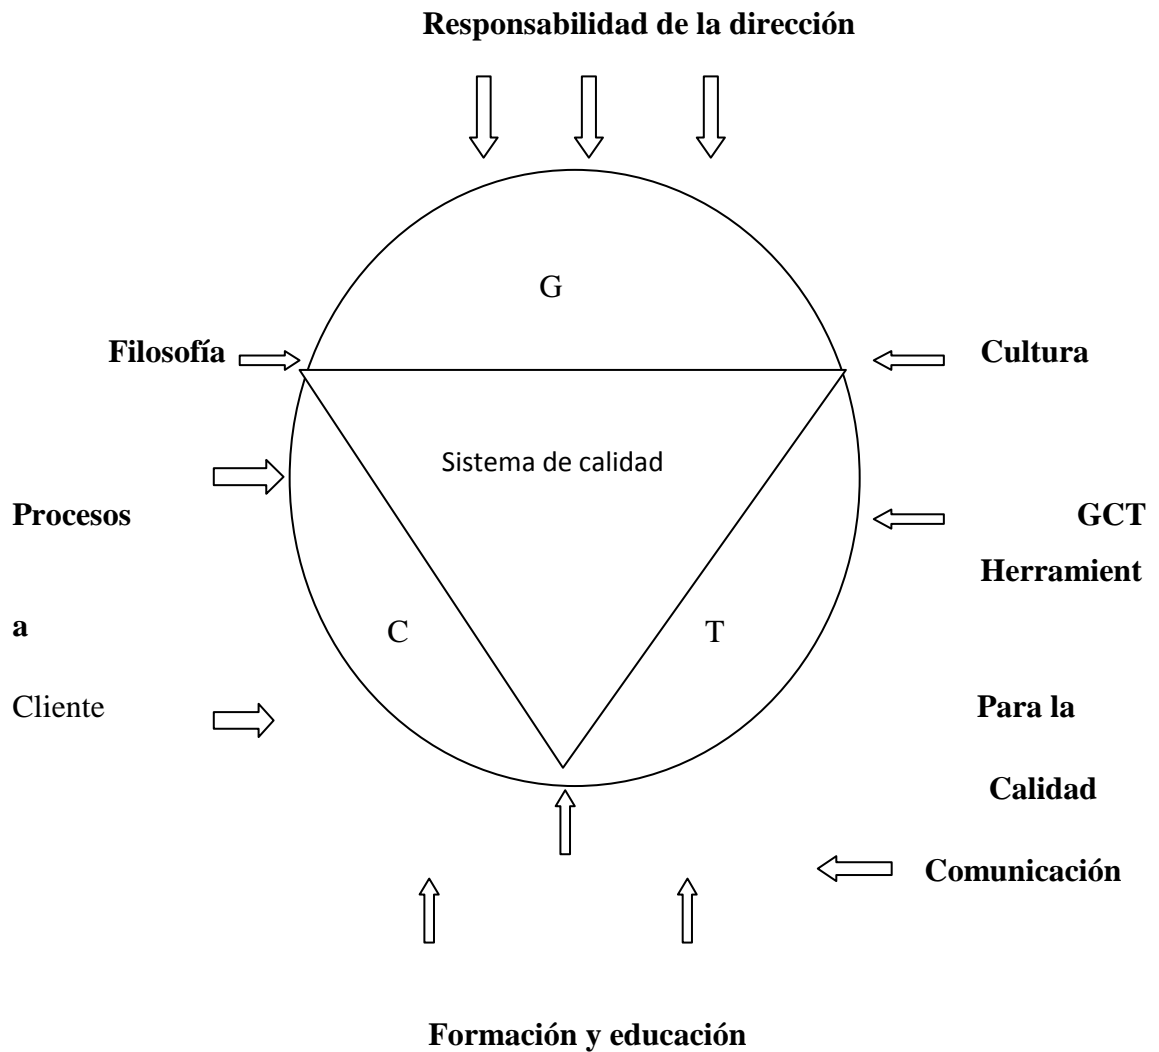 Responsabilidad de la dirección
G
Filosofía
Cultura
Sistema de calidad
Procesos
GCT
Herramient
a
C
T
Cliente
Para la
Calidad
Comunicación
Formación y educación